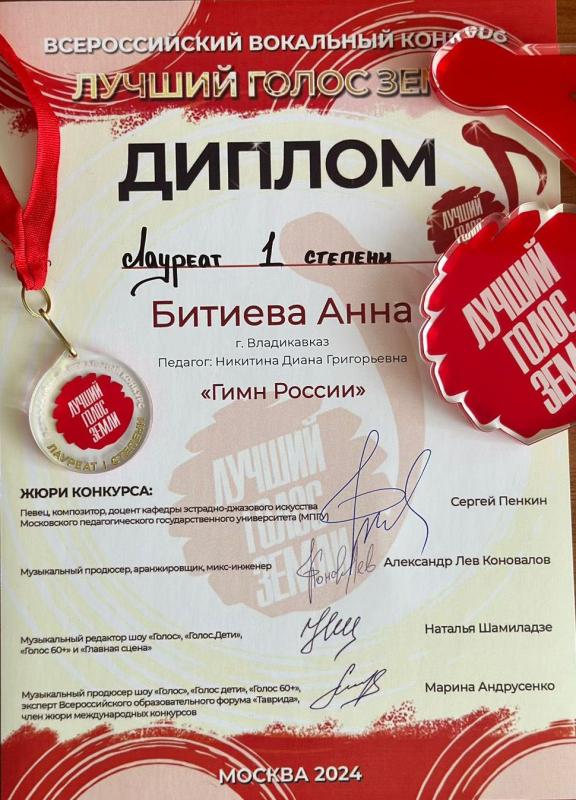 ВСЕРОССИЙСКИЙ ВОКАЛЬНЫЙ КОНКУРС
ЛУЧШИЙ ГОЛОС ЗЕМ
ДИПЛОМ
ЛУЧШИЙ
ГОЛОС
Лауреат 1 степени
Битиева Анна
г. Владикавказ
Педагог: Никитина Диана Григорьевна
«Гимн России»
ЛУЧШИЙ
ГОЛОС
ЗЕМ
ЛУЧШИЙ
ГОЛОС
ЗЕМЛИ
ЛАУРЕАТ I СТЕПЕНИ
ЛУЧШИЙ
ГОЛОС
ЗЕМЛИ
ЖЮРИ КОНКУРСА:
Певец, композитор, доцент кафедры эстрадно-джазового искусства
Московского педагогического государственного университета (МПГУ)
Сергей Пенкин
Музыкальный продюсер, аранжировщик, микс-инженер
Александр Лев Коновалов
Музыкальный редактор шоу «Голос», «Голос.Дети»,
«Голос 60+» и «Главная сцена»
Наталья Шамиладзе
Музыкальный продюсер шоу «Голос», «Голос дети», «Голос 60+»,
эксперт Всероссийского образовательного форума «Таврида»,
член жюри международных конкурсов
Марина Андрусенко
МОСКВА 2024